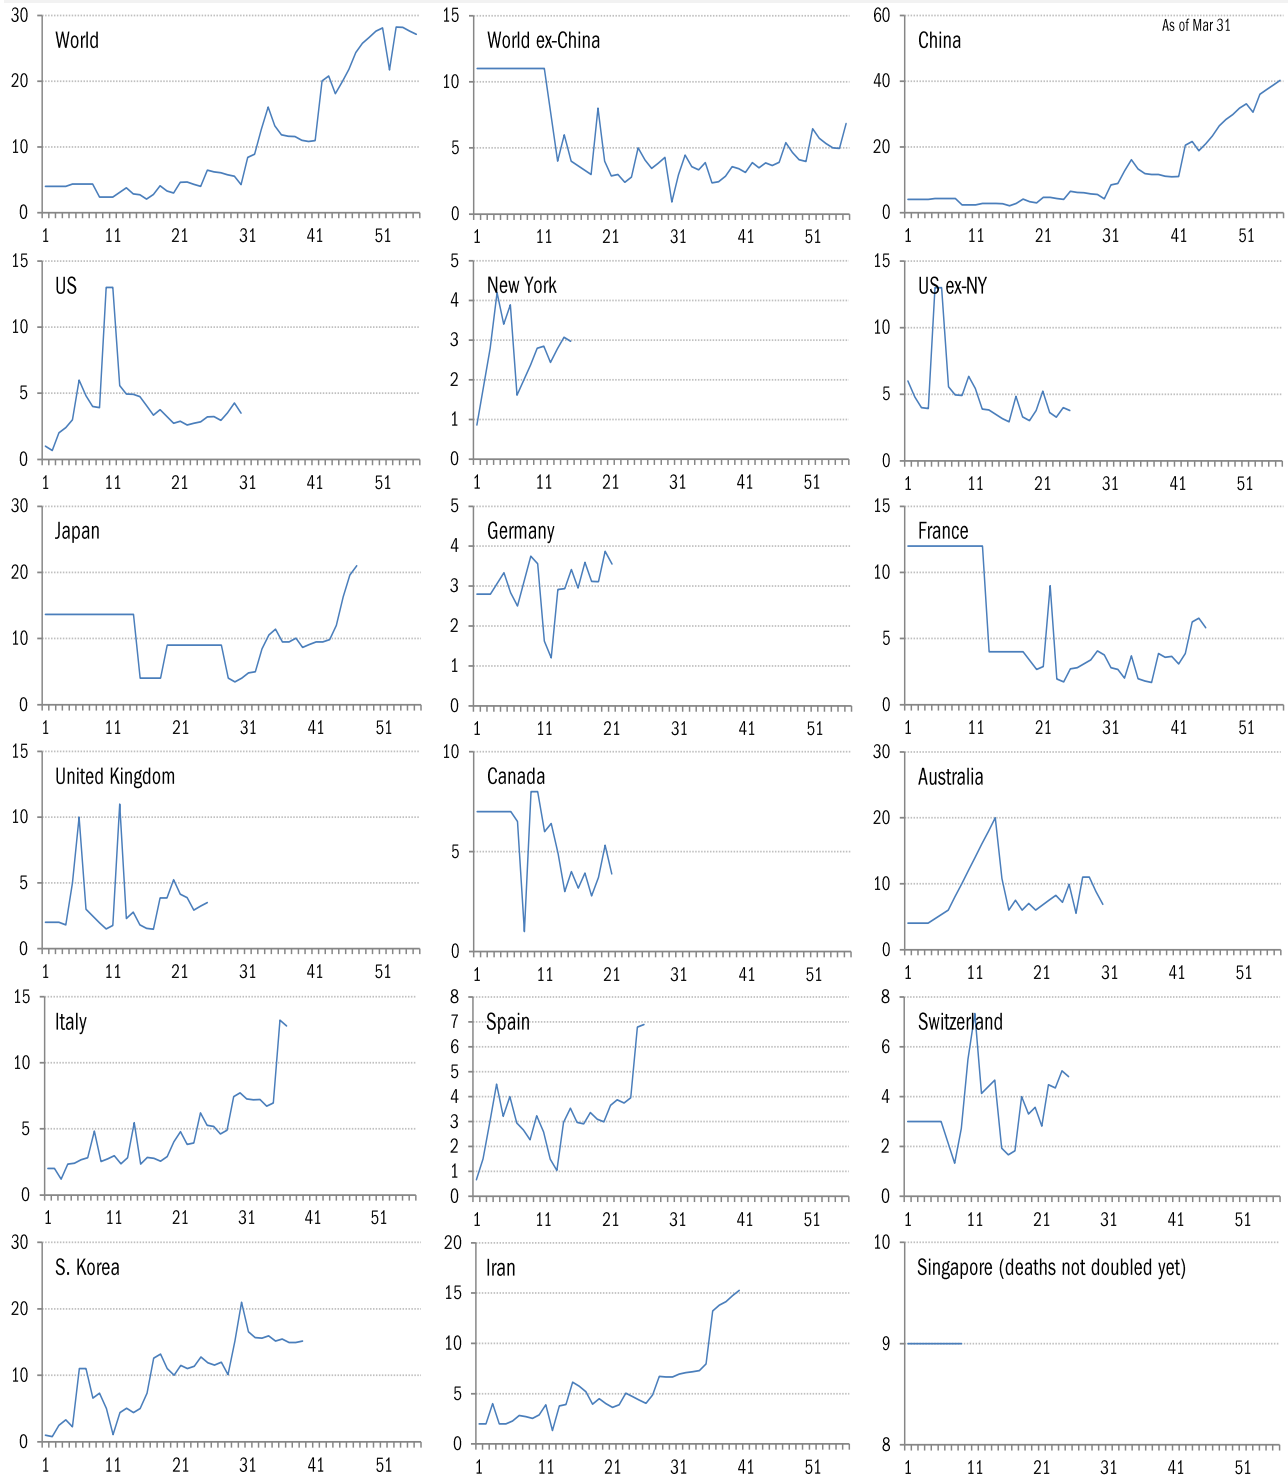 World
30
20
10
0
1 11 21 31 41 51
World ex-China
15
10
5
0
1 11 21 31 41 51
China
As of Mar 31
60
40
20
0
1 11 21 31 41 51
US
15
10
5
0
1 11 21 31 41 51
New York
5
4
3
2
1
0
1 11 21 31 41 51
US ex-NY
15
10
5
0
1 11 21 31 41 51
Japan
30
20
10
0
1 11 21 31 41 51
Germany
5
4
3
2
1
0
1 11 21 31 41 51
France
15
10
5
0
1 11 21 31 41 51
United Kingdom
15
10
5
0
1 11 21 31 41 51
Canada
10
5
0
1 11 21 31 41 51
Australia
30
20
10
0
1 11 21 31 41 51
Italy
15
10
5
0
1 11 21 31 41 51
Spain
8
7
6
5
4
3
2
1
0
1 11 21 31 41 51
Switzerland
8
6
4
2
0
1 11 21 31 41 51
S. Korea
30
20
10
0
1 11 21 31 41 51
Iran
20
15
10
5
0
1 11 21 31 41 51
Singapore (deaths not doubled yet)
10
9
8
1 11 21 31 41 51